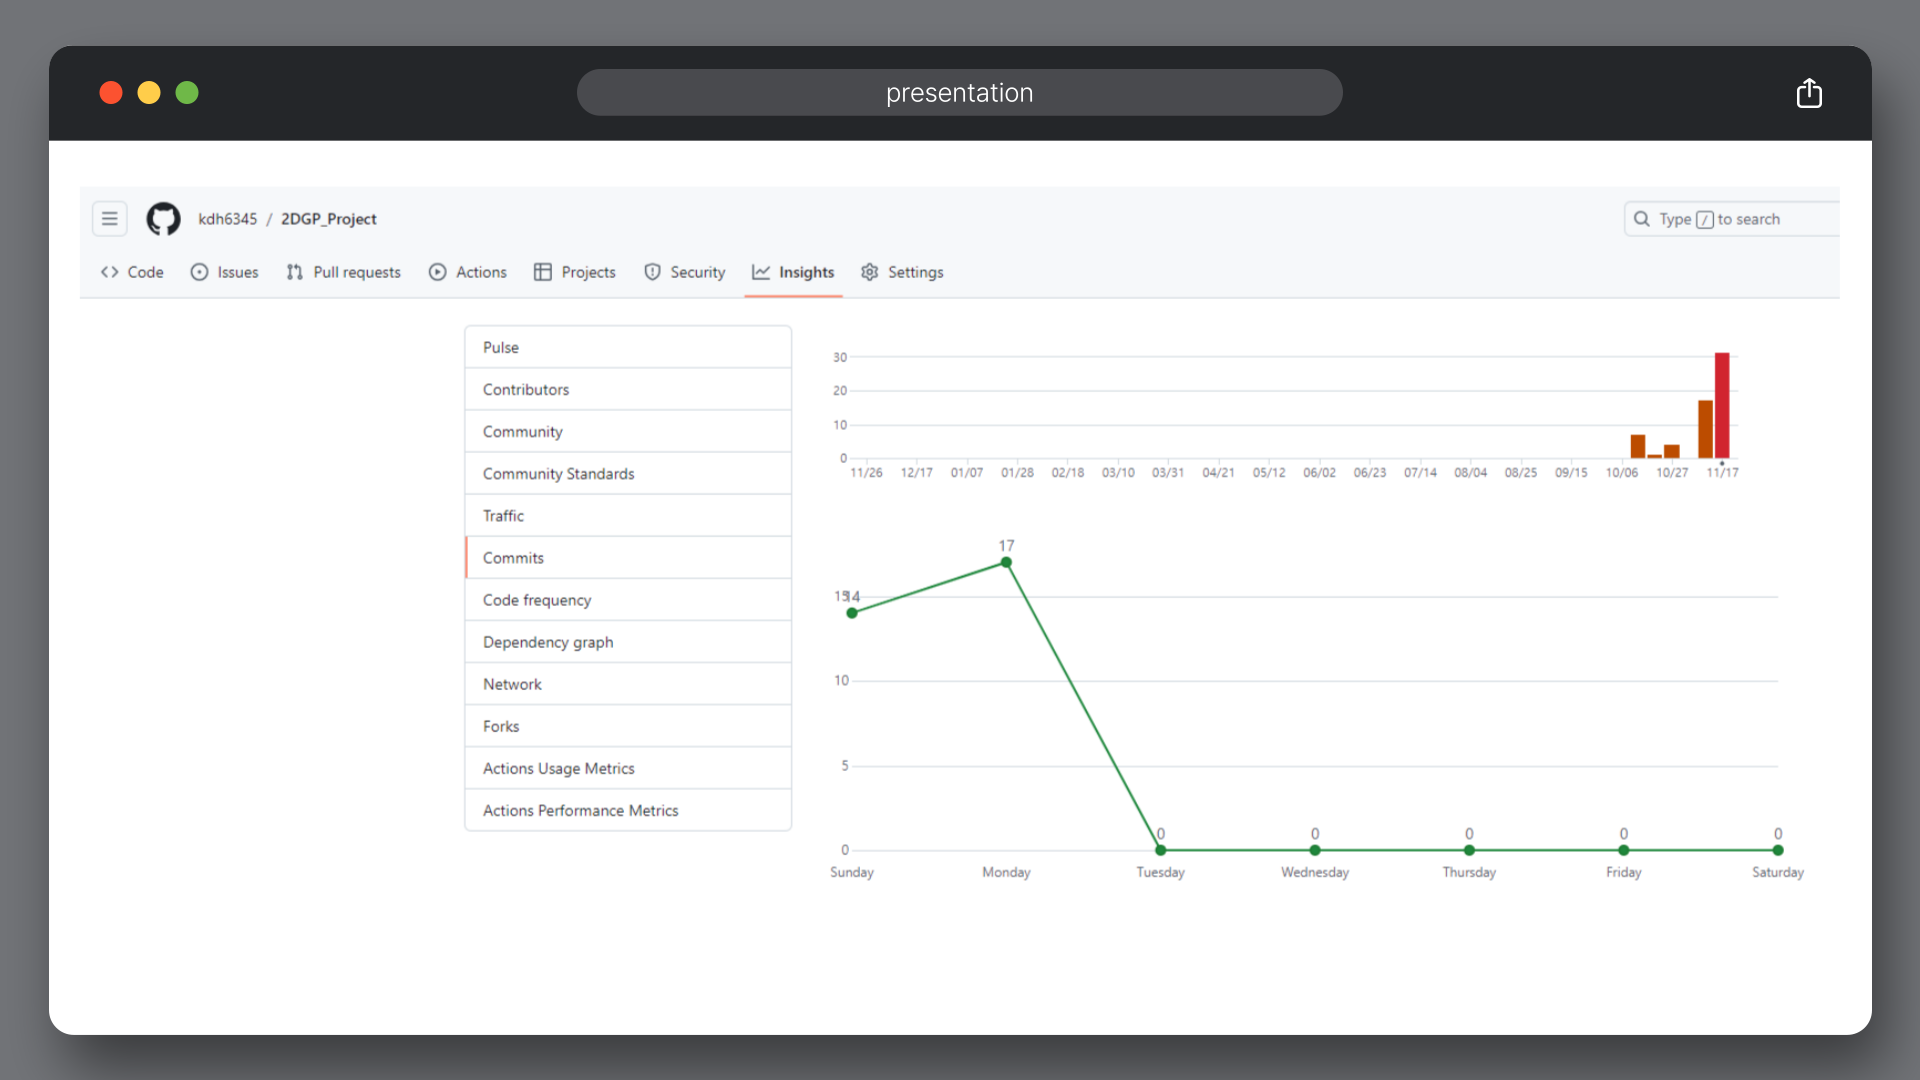 presentation
kdh6345 / 2DGP_Project
Type / to search
Code Issues Pull requests Actions Projects Security Insights Settings
Pulse
Contributors
Community
Community Standards
Traffic
Commits
Code frequency
Dependency graph
Network
Forks
Actions Usage Metrics
Actions Performance Metrics
30
20
10
0
11/26 12/17 01/07 01/28 02/18 03/10 03/31 04/21 05/12 06/02 06/23 07/14 08/04 08/25 09/15 10/06 10/27 11/17
17
15 14
10
5
0 0 0 0 0
0
Sunday Monday Tuesday Wednesday Thursday Friday Saturday